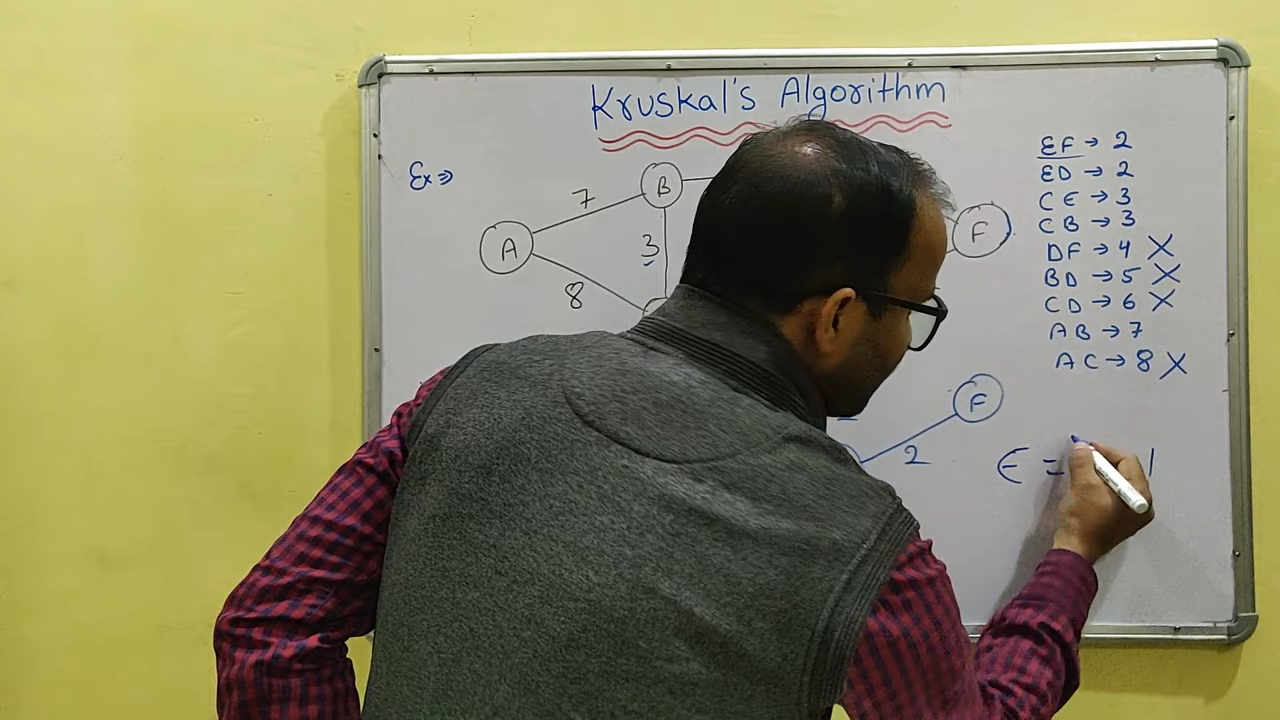 Kruskal's Algorithm
Ex ⇒
A
7
B
3
8
F
EF → 2
ED → 2
CE → 3
CB → 3
DF → 4 X
BD → 5 X
CD → 6 X
AB → 7
AC → 8 X
F
2
E =
1